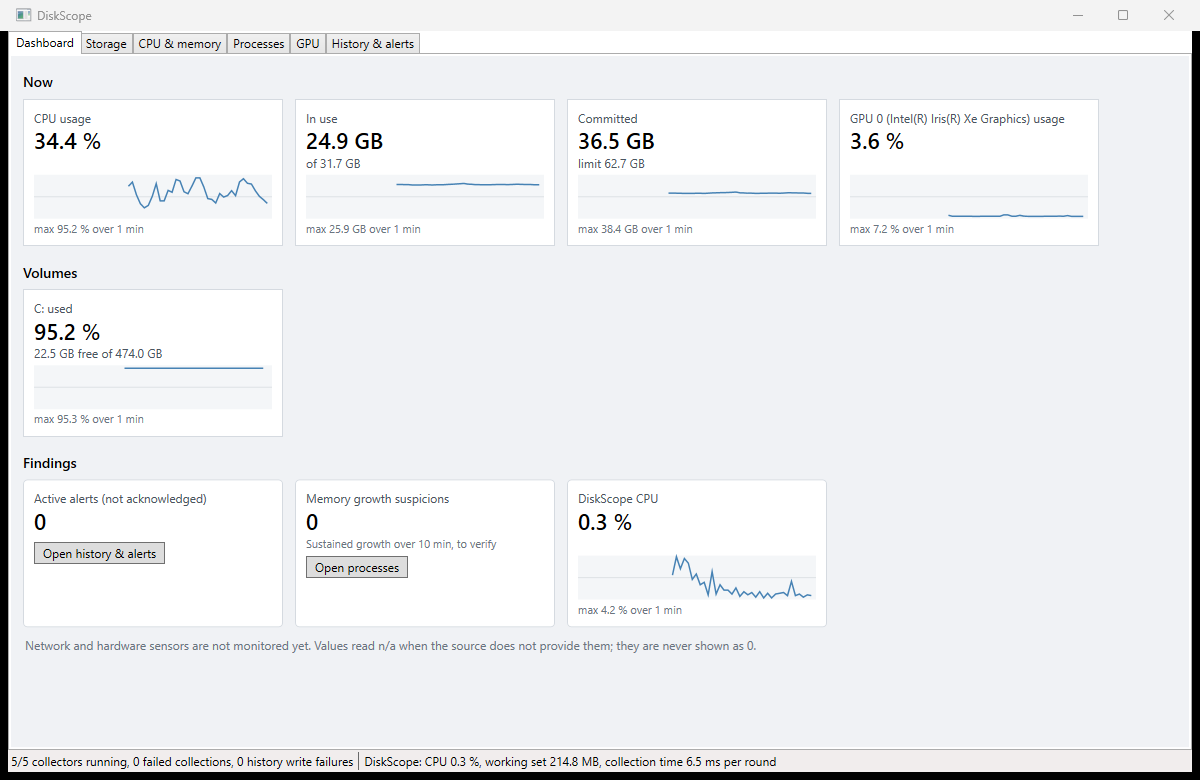 DiskScope
Dashboard Storage CPU & memory Processes GPU History & alerts
Now
CPU usage
34.4 %
max 95.2 % over 1 min
In use
24.9 GB
of 31.7 GB
max 25.9 GB over 1 min
Committed
36.5 GB
limit 62.7 GB
max 38.4 GB over 1 min
GPU 0 (Intel(R) Iris(R) Xe Graphics) usage
3.6 %
max 7.2 % over 1 min
Volumes
C: used
95.2 %
22.5 GB free of 474.0 GB
max 95.3 % over 1 min
Findings
Active alerts (not acknowledged)
0
Open history & alerts
Memory growth suspicions
0
Sustained growth over 10 min, to verify
Open processes
DiskScope CPU
0.3 %
max 4.2 % over 1 min
Network and hardware sensors are not monitored yet. Values read n/a when the source does not provide them; they are never shown as 0.
5/5 collectors running, 0 failed collections, 0 history write failures DiskScope: CPU 0.3 %, working set 214.8 MB, collection time 6.5 ms per round